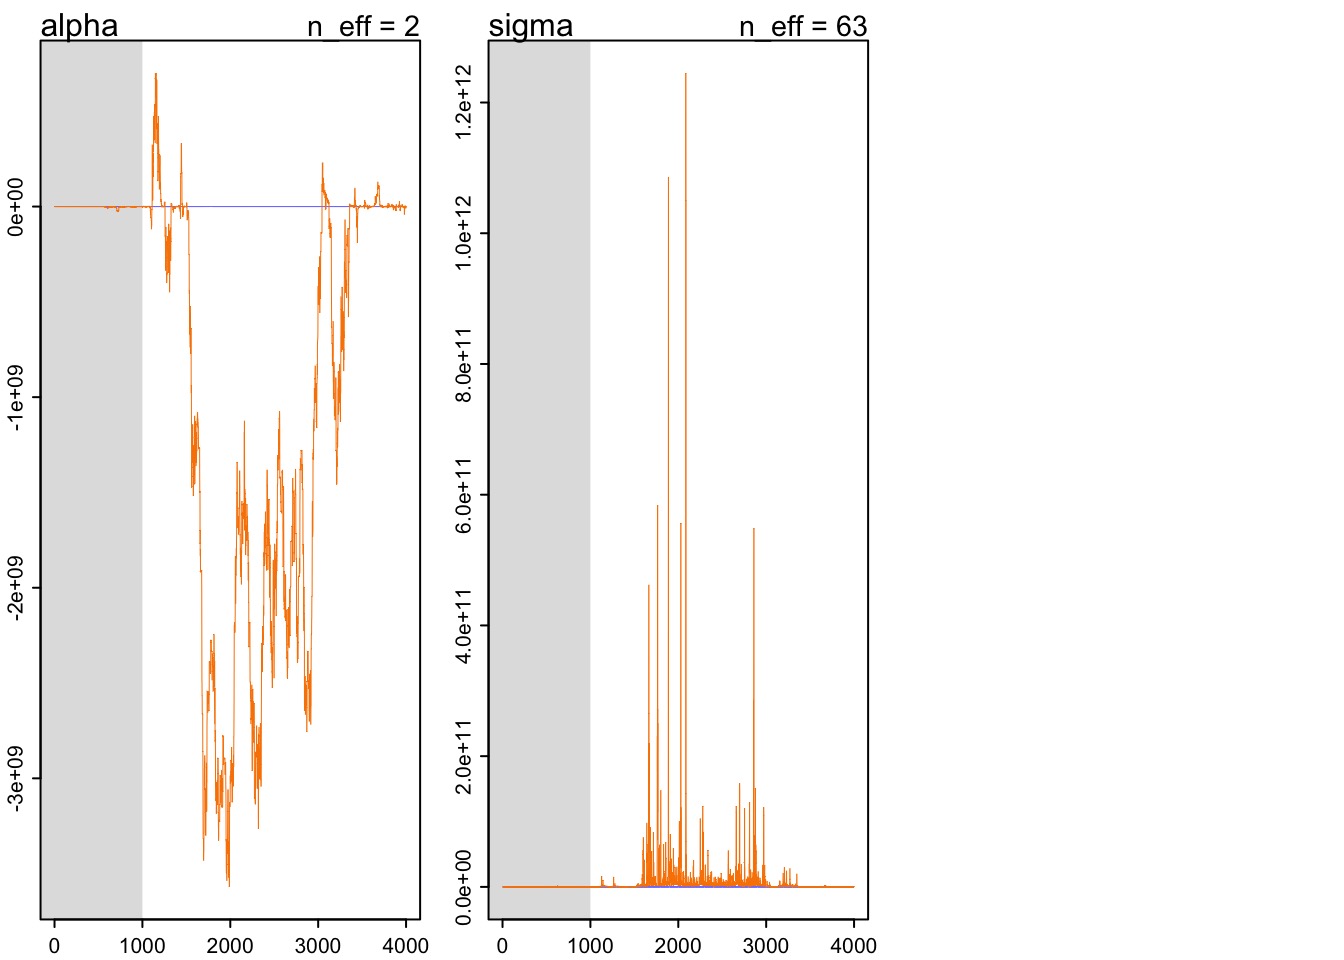 alpha n_eff = 2
0e+00
-1e+09
-2e+09
-3e+09
0 1000 2000 3000 4000
sigma n_eff = 63
1.2e+12
1.0e+12
8.0e+11
6.0e+11
4.0e+11
2.0e+11
0.0e+00
0 1000 2000 3000 4000